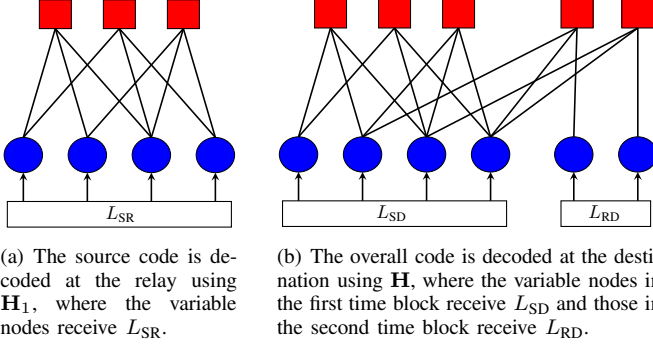 L_SR
L_SD
L_RD
(a) The source code is de-
coded at the relay using
H_1, where the variable
nodes receive L_SR.
(b) The overall code is decoded at the desti
nation using H, where the variable nodes in
the first time block receive L_SD and those in
the second time block receive L_RD.